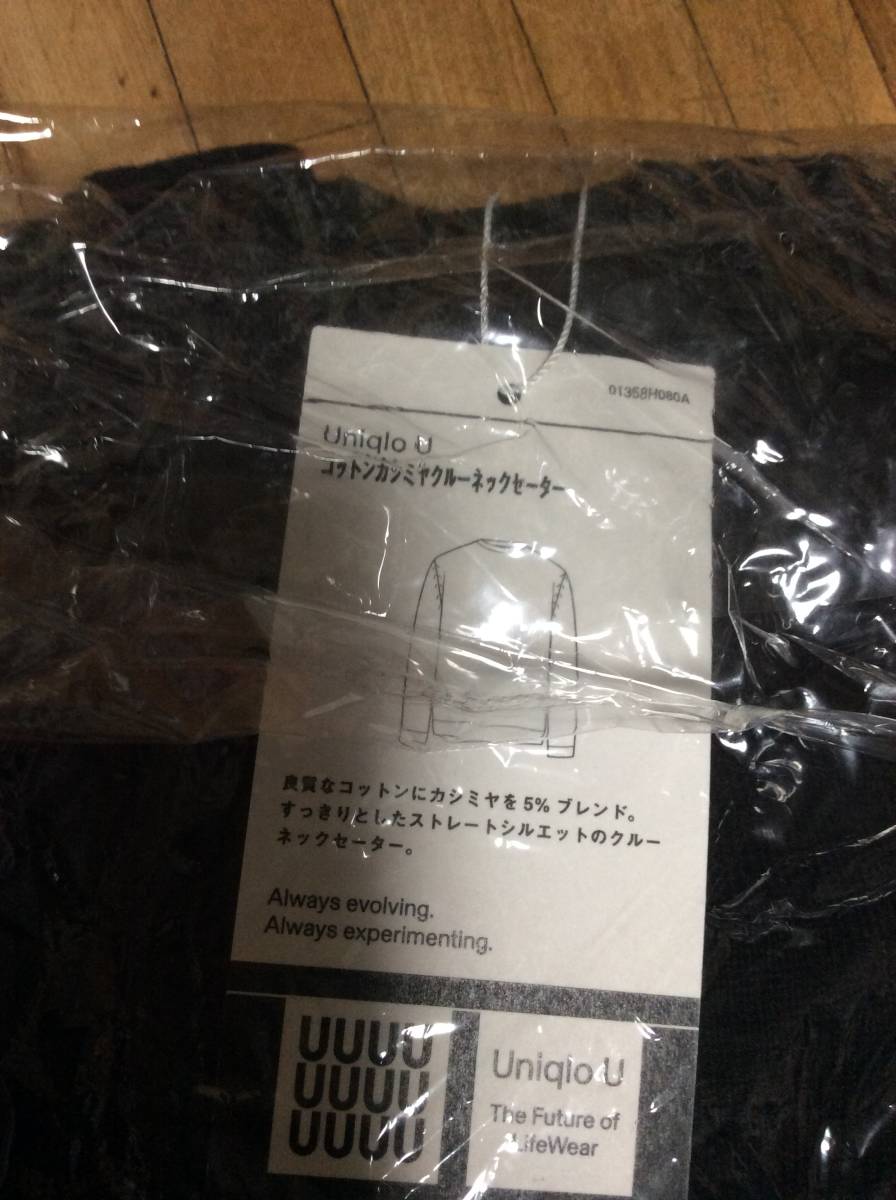 01358H080A
Uniqlo U
コットンカシミヤクルーネックセーター
良質なコットンにカシミヤを5% ブレンド。
すっきりとしたストレートシルエットのクルー
ネックセーター。
Always evolving.
Always experimenting.
UUUU
UUUU
UUUU
Uniqlo U
The Future of
LifeWear